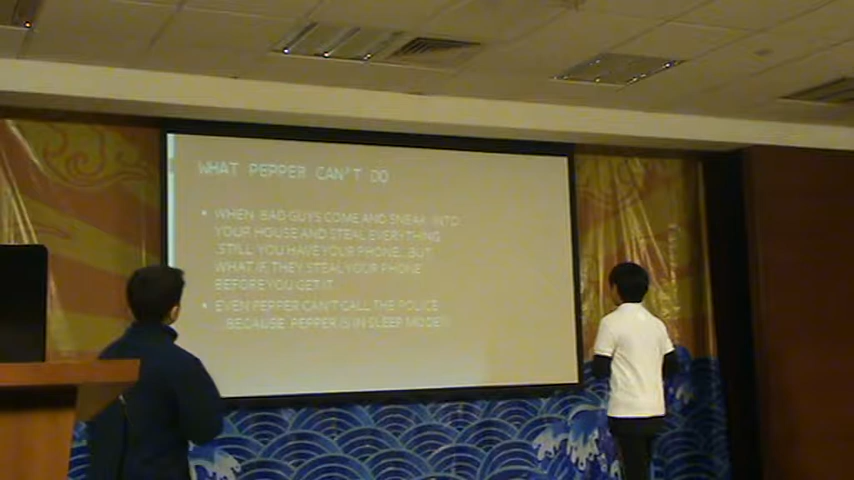 WHAT PEPPER CAN'T DO
• WHEN BAD GUYS COME AND SNEAK INTO
YOUR HOUSE AND STEAL EVERYTHING
STILL YOU HAVE YOUR PHONE. BUT
WHAT IF THEY STEAL YOUR PHONE
BEFORE YOU GET IT
• EVEN PEPPER CAN'T CALL THE POLICE
BECAUSE PEPPER IS IN SLEEP MODE!!